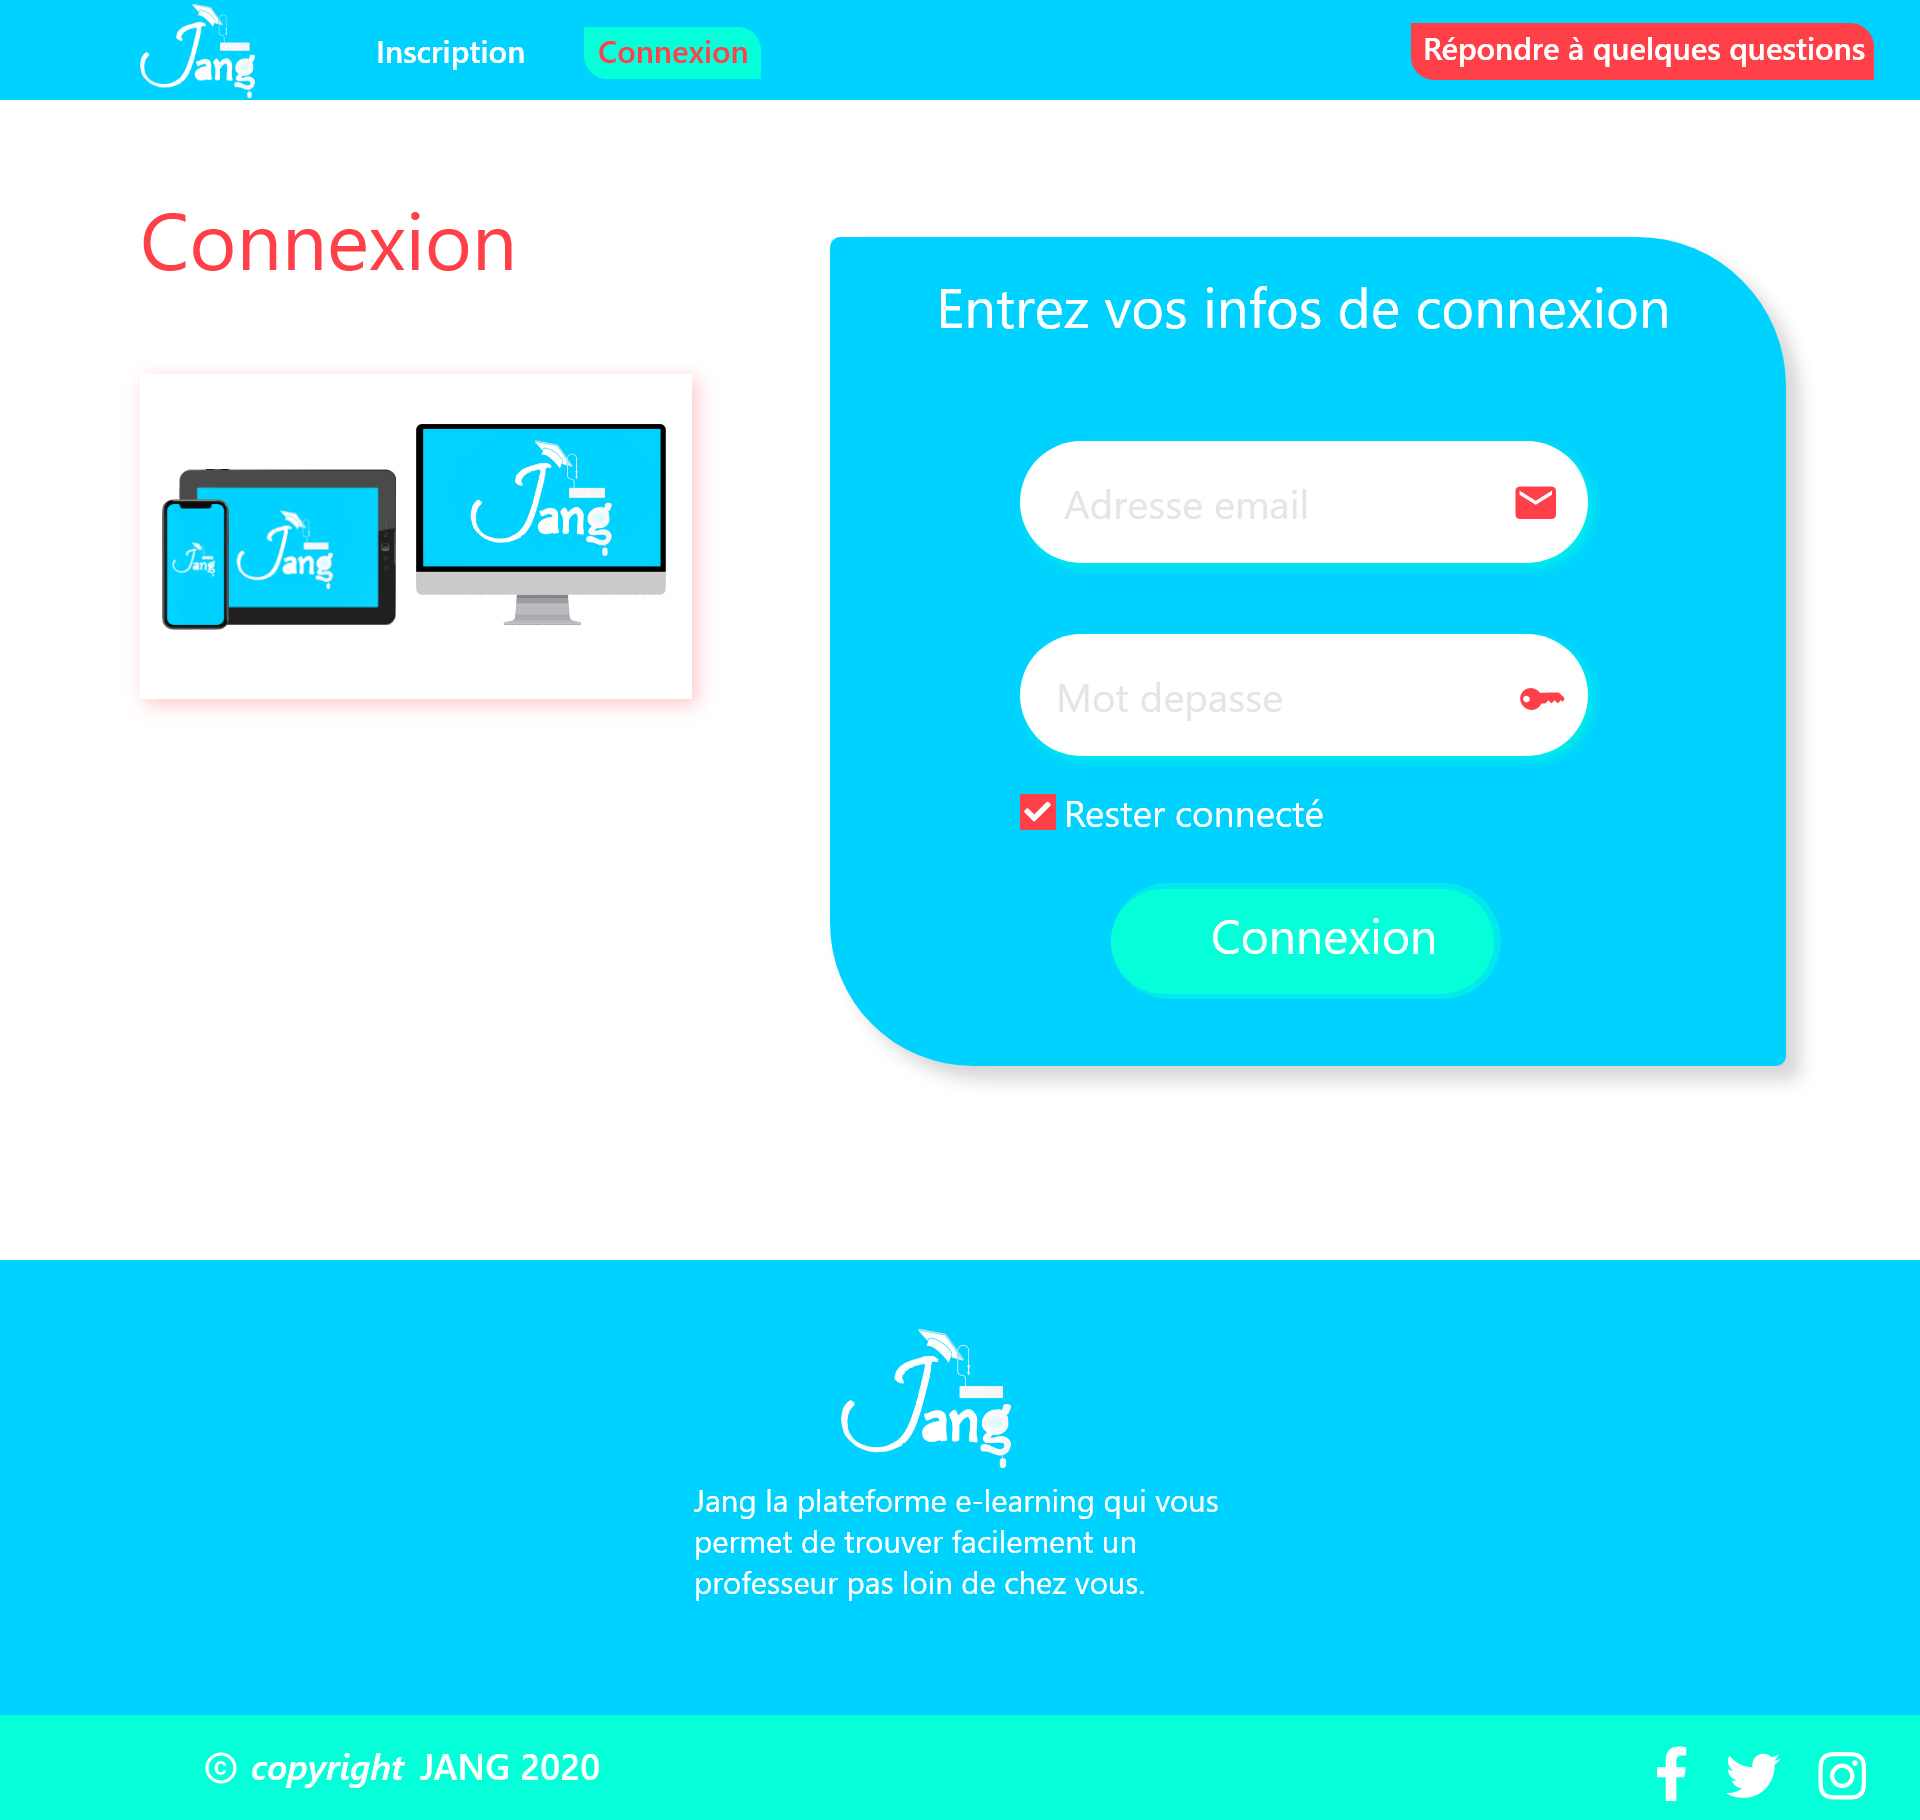 Jang
Inscription
Connexion
Répondre à quelques questions
Connexion
Entrez vos infos de connexion
Jang
Jang
Jang
Adresse email
Mot depasse
Rester connecté
Connexion
Jang
Jang la plateforme e-learning qui vous
permet de trouver facilement un
professeur pas loin de chez vous.
© copyright JANG 2020